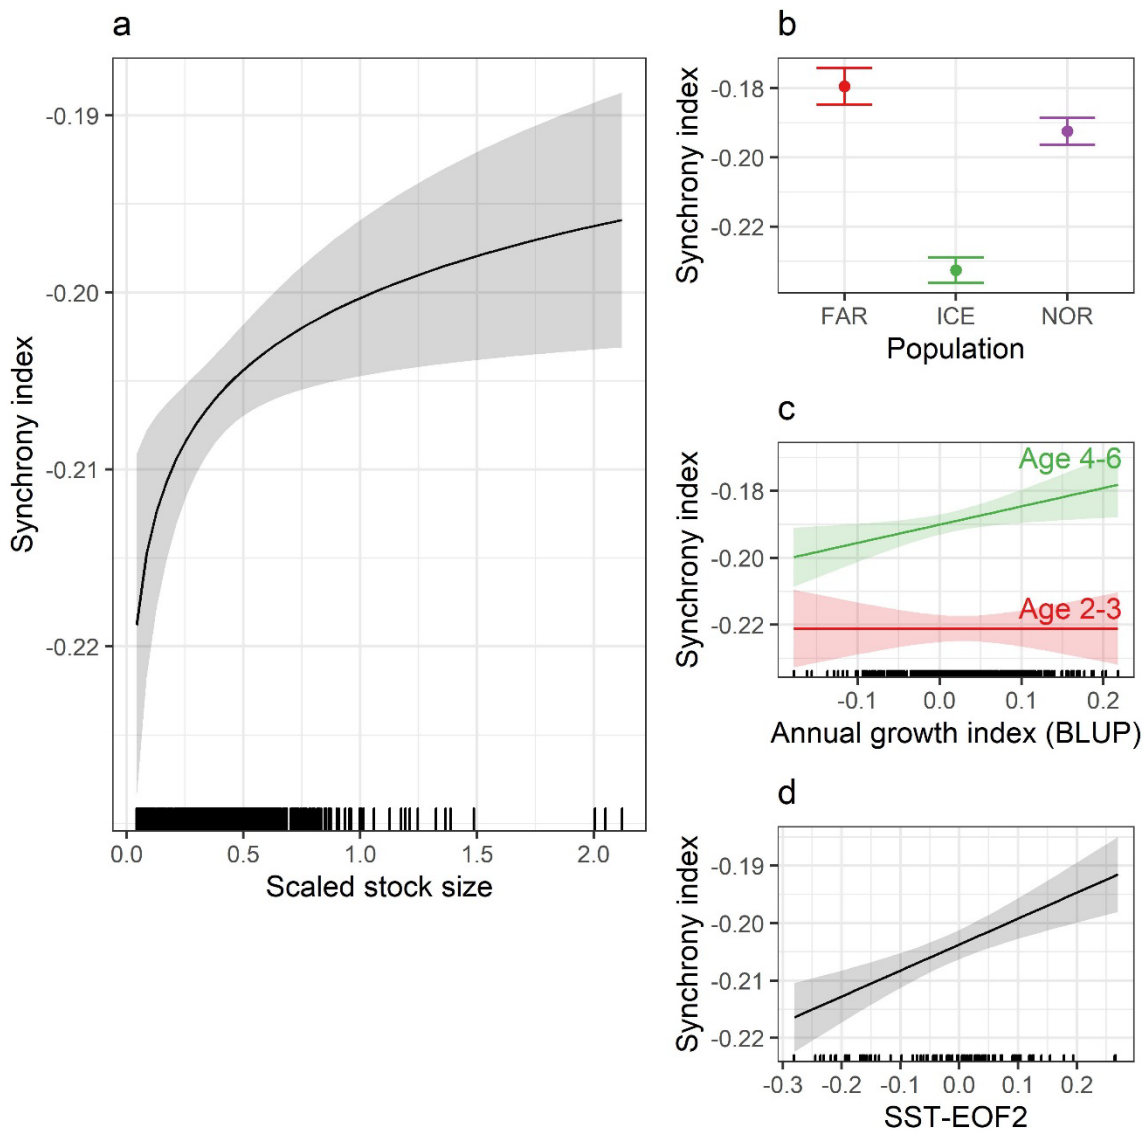 a
Synchrony index
-0.19
-0.20
-0.21
-0.22
0.0 0.5 1.0 1.5 2.0
Scaled stock size
b
Synchrony index
-0.18
-0.20
-0.22
FAR ICE NOR
Population
c
Synchrony index
-0.18
-0.20
-0.22
Age 4-6
Age 2-3
-0.1 0.0 0.1 0.2
Annual growth index (BLUP)
d
Synchrony index
-0.19
-0.20
-0.21
-0.22
-0.3 -0.2 -0.1 0.0 0.1 0.2
SST-EOF2